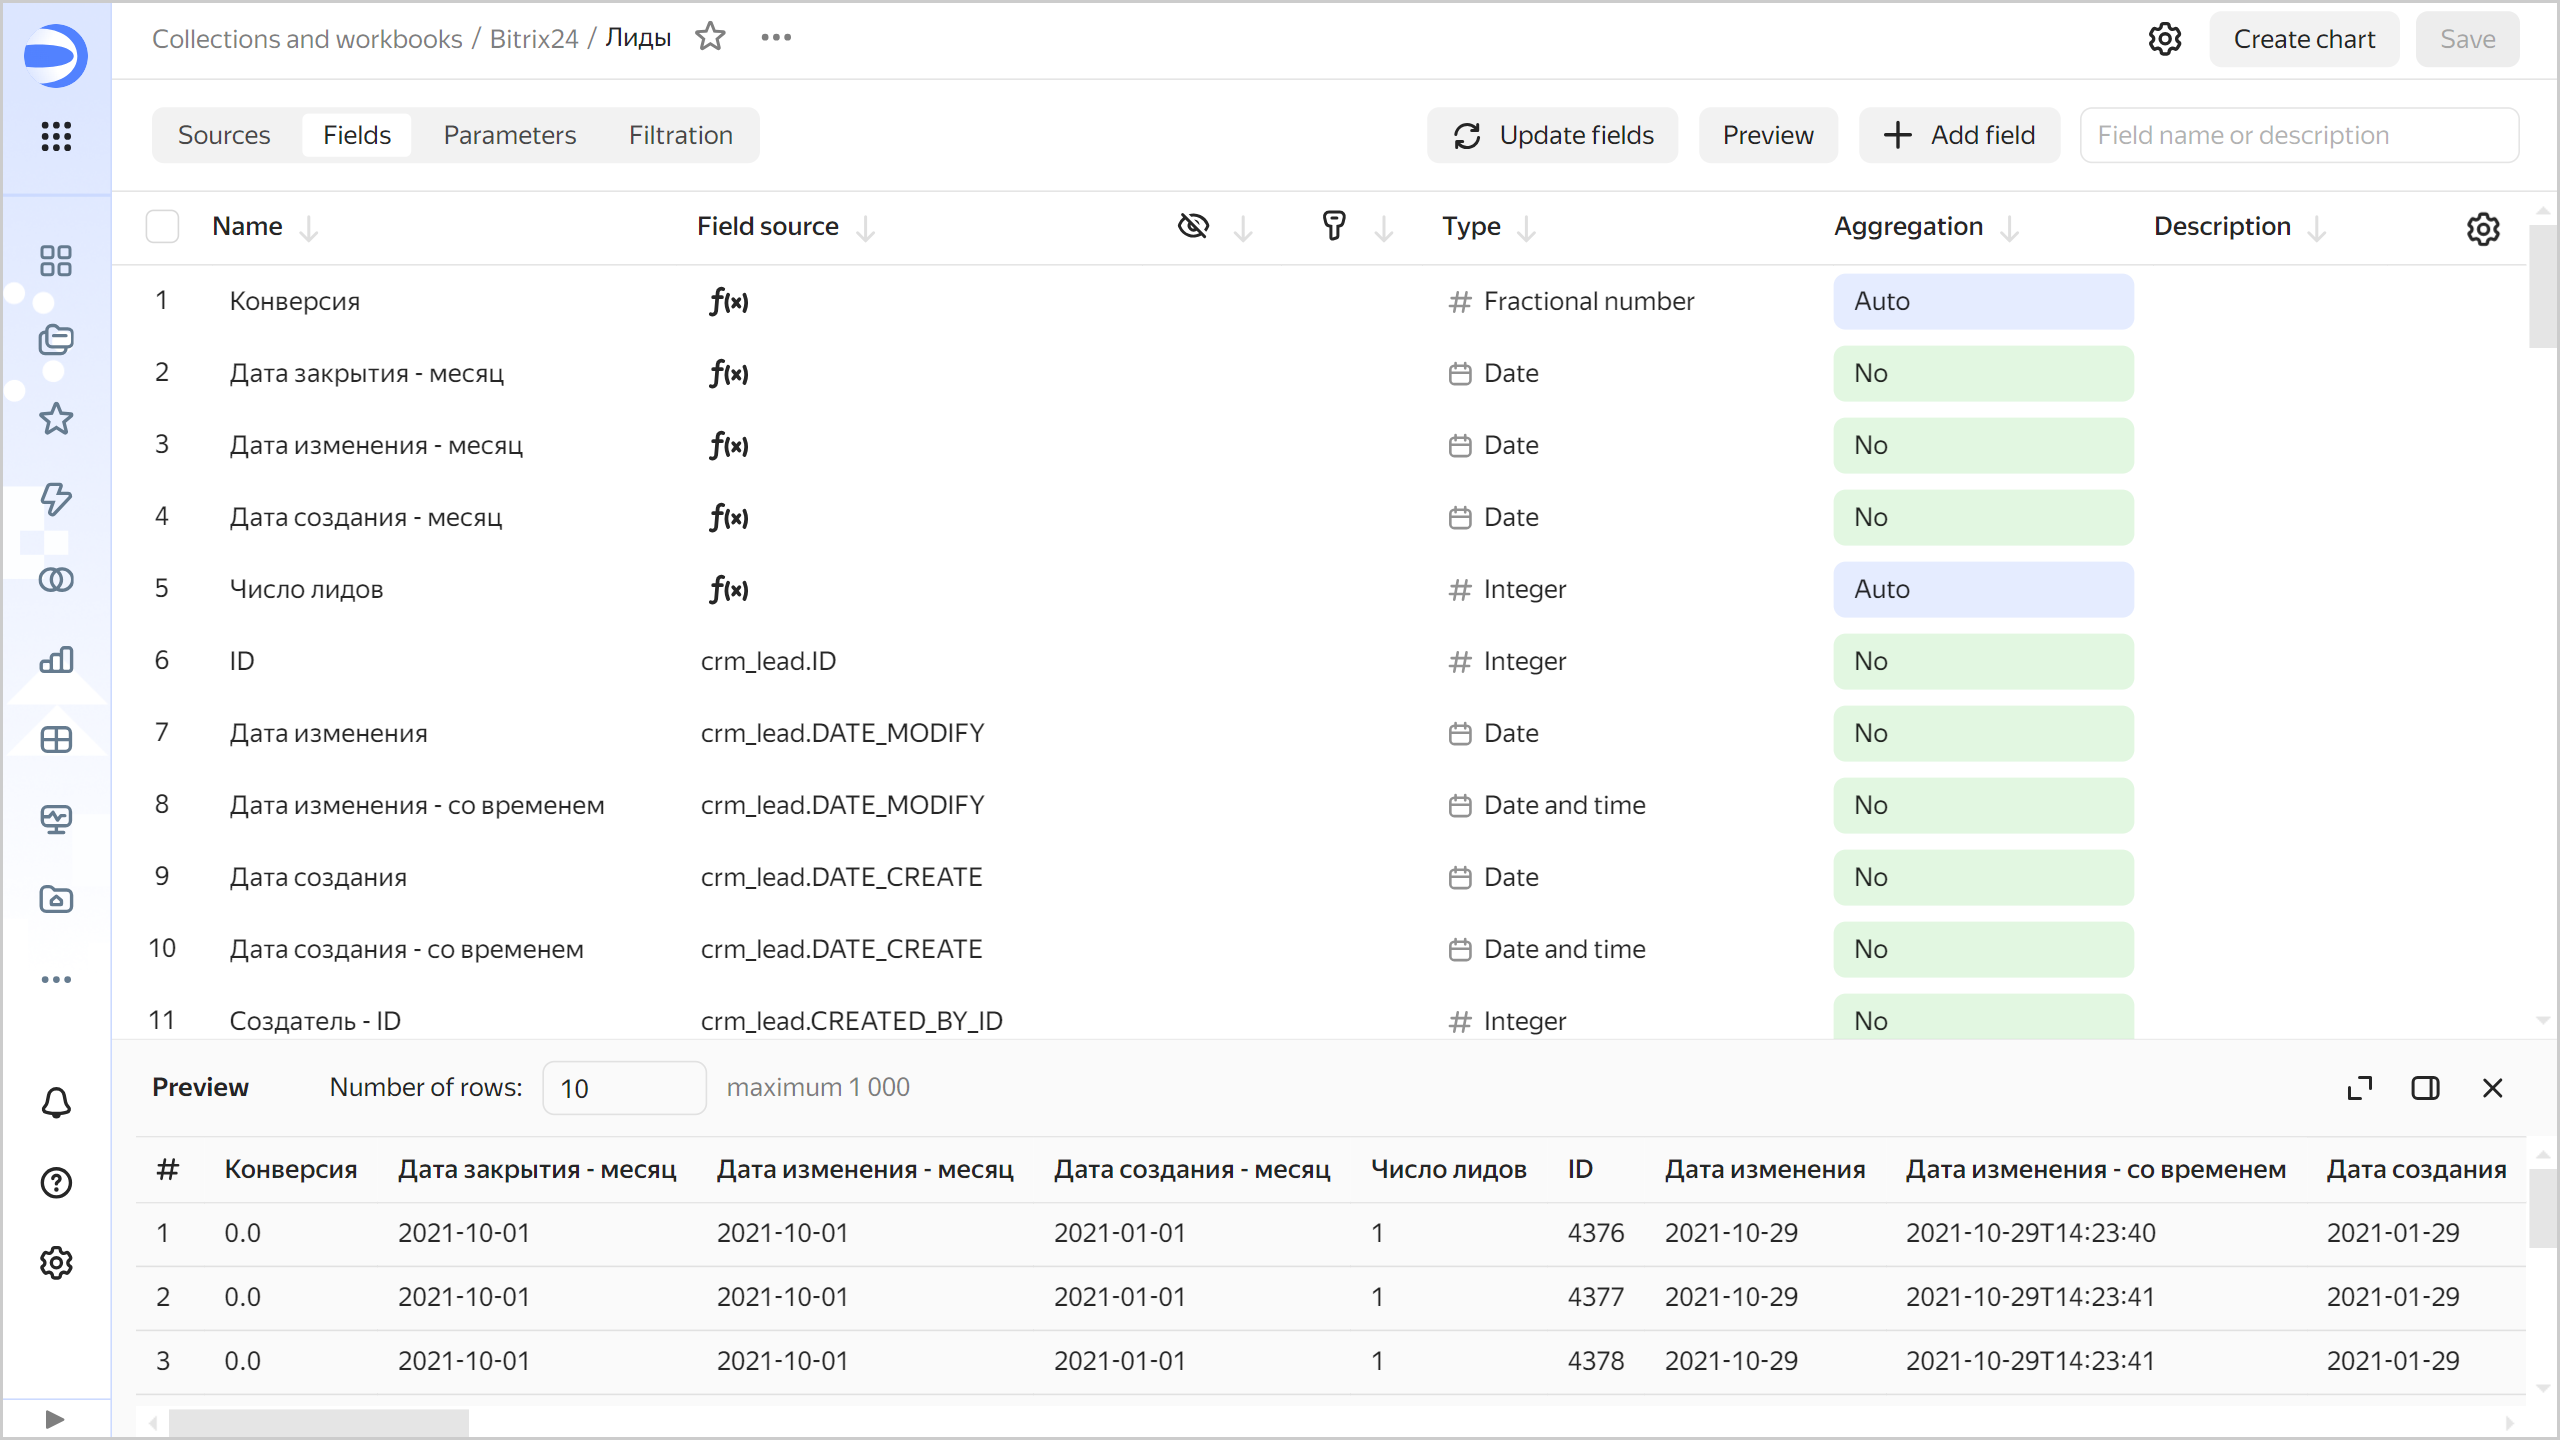 Collections and workbooks / Bitrix24 / Лиды
Create chart
Save
Sources
Fields
Parameters
Filtration
Update fields
Preview
Add field
Field name or description
Name Field source Type Aggregation Description
1 Конверсия f(x) # Fractional number Auto
2 Дата закрытия - месяц f(x) Date No
3 Дата изменения - месяц f(x) Date No
4 Дата создания - месяц f(x) Date No
5 Число лидов f(x) # Integer Auto
6 ID crm_lead.ID # Integer No
7 Дата изменения crm_lead.DATE_MODIFY Date No
8 Дата изменения - со временем crm_lead.DATE_MODIFY Date and time No
9 Дата создания crm_lead.DATE_CREATE Date No
10 Дата создания - со временем crm_lead.DATE_CREATE Date and time No
11 Создатель - ID crm_lead.CREATED_BY_ID # Integer No
Preview Number of rows: 10 maximum 1 000
# Конверсия Дата закрытия - месяц Дата изменения - месяц Дата создания - месяц Число лидов ID Дата изменения Дата изменения - со временем Дата создания
1 0.0 2021-10-01 2021-10-01 2021-01-01 1 4376 2021-10-29 2021-10-29T14:23:40 2021-01-29
2 0.0 2021-10-01 2021-10-01 2021-01-01 1 4377 2021-10-29 2021-10-29T14:23:41 2021-01-29
3 0.0 2021-10-01 2021-10-01 2021-01-01 1 4378 2021-10-29 2021-10-29T14:23:41 2021-01-29